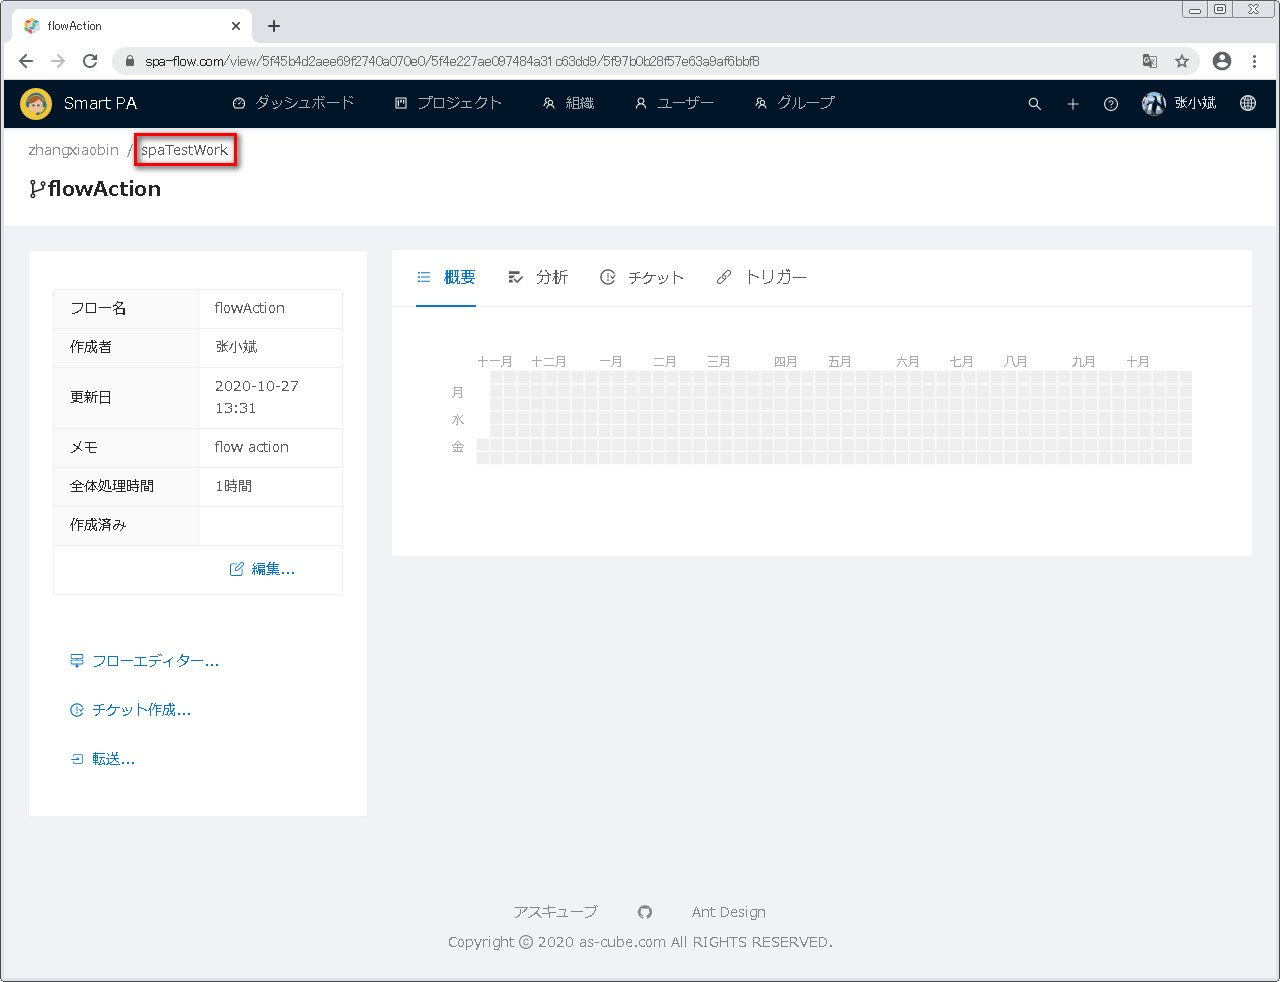 flowAction
spa-flow.com/view/5f45b4d2aee69f2740a070e0/5f4e227ae097484a31c63dd9/5f97b0b28f57e63a9af6bbf8
Smart PA ダッシュボード プロジェクト 組織 ユーザー グループ 张小斌
zhangxiaobin / spaTestWork
flowAction
概要 分析 チケット トリガー
フロー名 flowAction
作成者 张小斌
更新日 2020-10-27 13:31
メモ flow action
全体処理時間 1時間
作成済み
編集...
フローエディター...
チケット作成...
転送...
十一月 十二月 一月 二月 三月 四月 五月 六月 七月 八月 九月 十月
月
水
金
アスキューブ Ant Design
Copyright © 2020 as-cube.com All RIGHTS RESERVED.